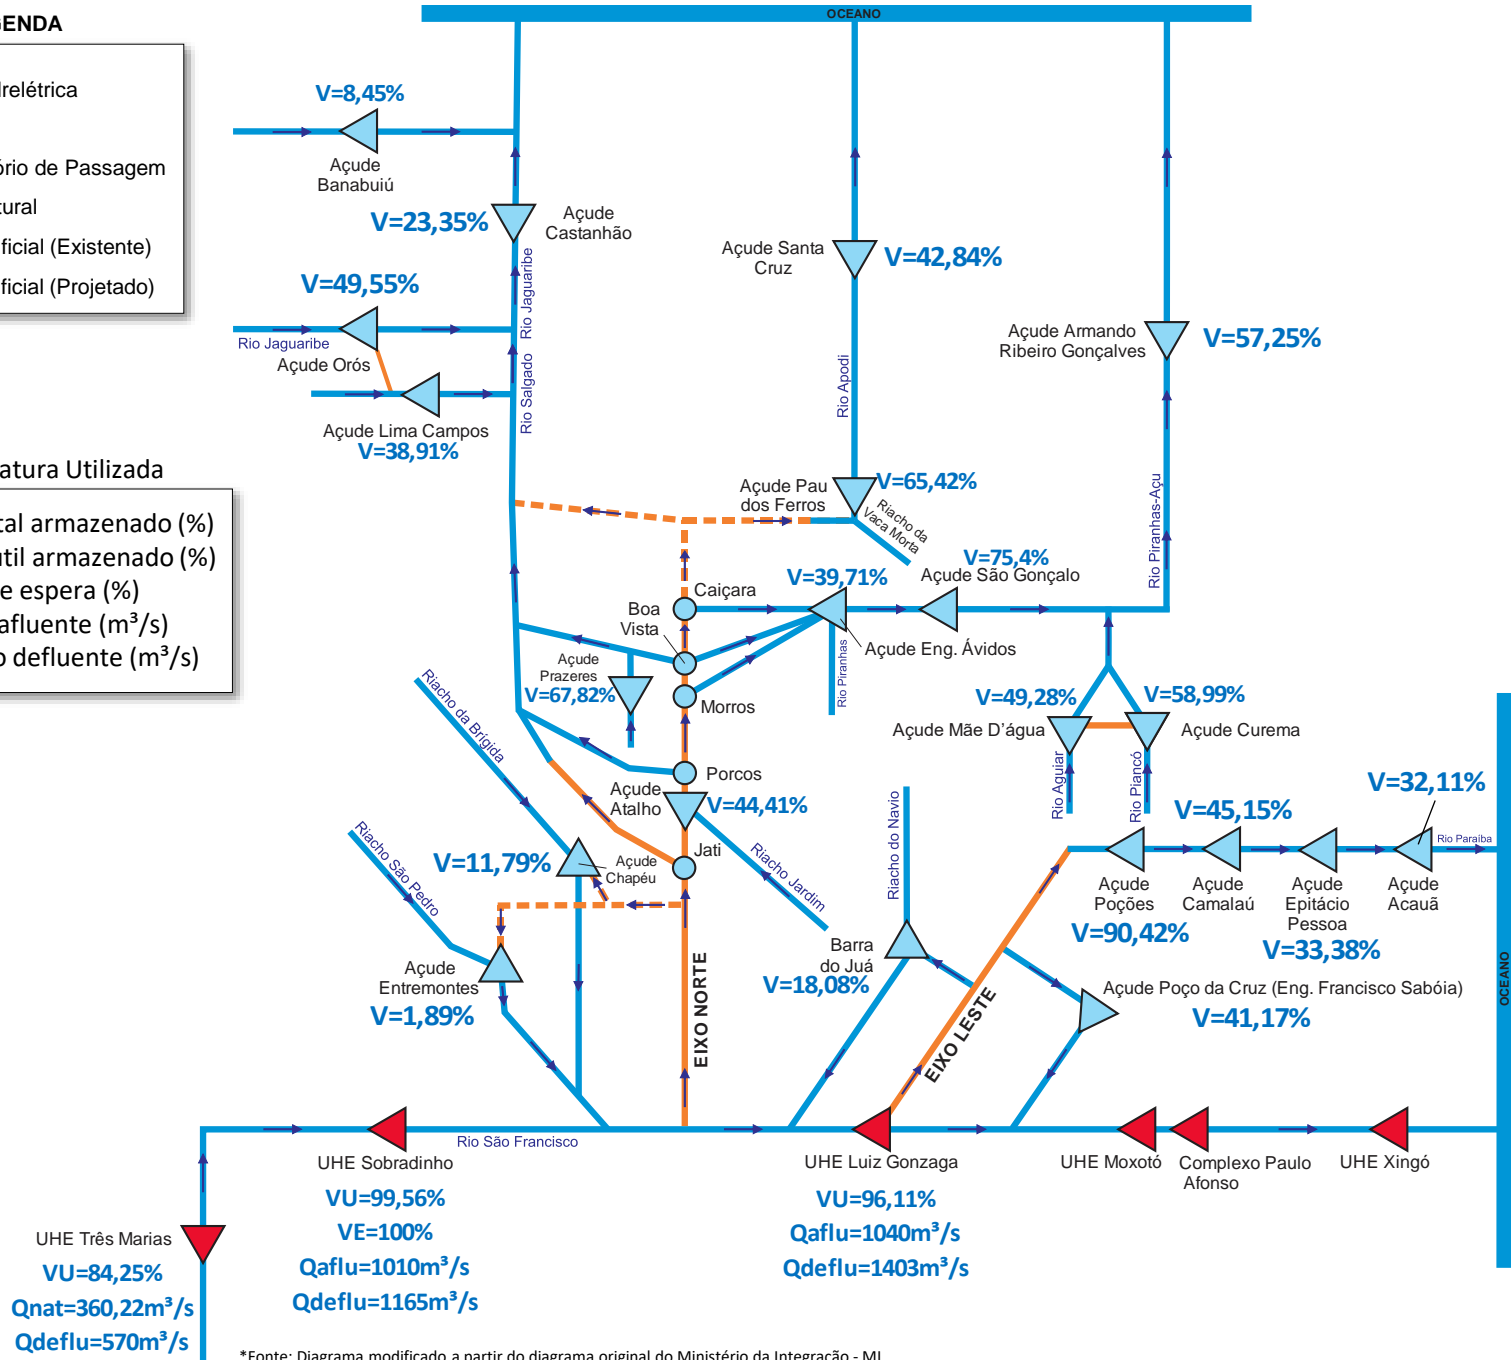 OCEANO
GENDA
drelétrica
ório de Passagem
tural
ficial (Existente)
ficial (Projetado)
V=8,45%
Açude
Banabuiú
V=23,35%
Açude
Castanhão
V=49,55%
Rio Jaguaribe
Açude Orós
Rio Jaguaribe
Rio Salgado
Açude Lima Campos
V=38,91%
Açude Santa
Cruz
V=42,84%
Rio Apodi
Açude Armando
Ribeiro Gonçalves
V=57,25%
Rio Piranhas-Açu
atura Utilizada
tal armazenado (%)
útil armazenado (%)
e espera (%)
afluente (m³/s)
o defluente (m³/s)
Açude Pau
dos Ferros
V=65,42%
Riacho da
Vaca Morta
V=75,4%
Açude São Gonçalo
V=39,71%
Açude Eng. Ávidos
Rio Piranhas
Caiçara
Boa
Vista
Morros
Açude
Prazeres
V=67,82%
Porcos
Açude
Atalho
V=44,41%
Jati
Riacho Jardim
Riacho da Brigida
Riacho São Pedro
V=11,79%
Açude
Chapéu
Açude
Entremontes
V=1,89%
EIXO NORTE
V=49,28%
Açude Mãe D'água
V=58,99%
Açude Curema
Rio Aguiar
Rio Piancó
V=32,11%
V=45,15%
Rio Paraiba
Açude
Poções
V=90,42%
Açude
Camalaú
Açude
Epitácio
Pessoa
V=33,38%
Açude
Acauã
Riacho do Navio
Barra
do Juá
V=18,08%
EIXO LESTE
Açude Poço da Cruz (Eng. Francisco Sabóia)
V=41,17%
OCEANO
Rio São Francisco
UHE Sobradinho
VU=99,56%
VE=100%
Qaflu=1010m³/s
Qdeflu=1165m³/s
UHE Luiz Gonzaga
VU=96,11%
Qaflu=1040m³/s
Qdeflu=1403m³/s
UHE Moxotó
Complexo Paulo
Afonso
UHE Xingó
UHE Três Marias
VU=84,25%
Qnat=360,22m³/s
Qdeflu=570m³/s
*Fonte: Diagrama modificado a partir do diagrama original do Ministério da Integração - MI